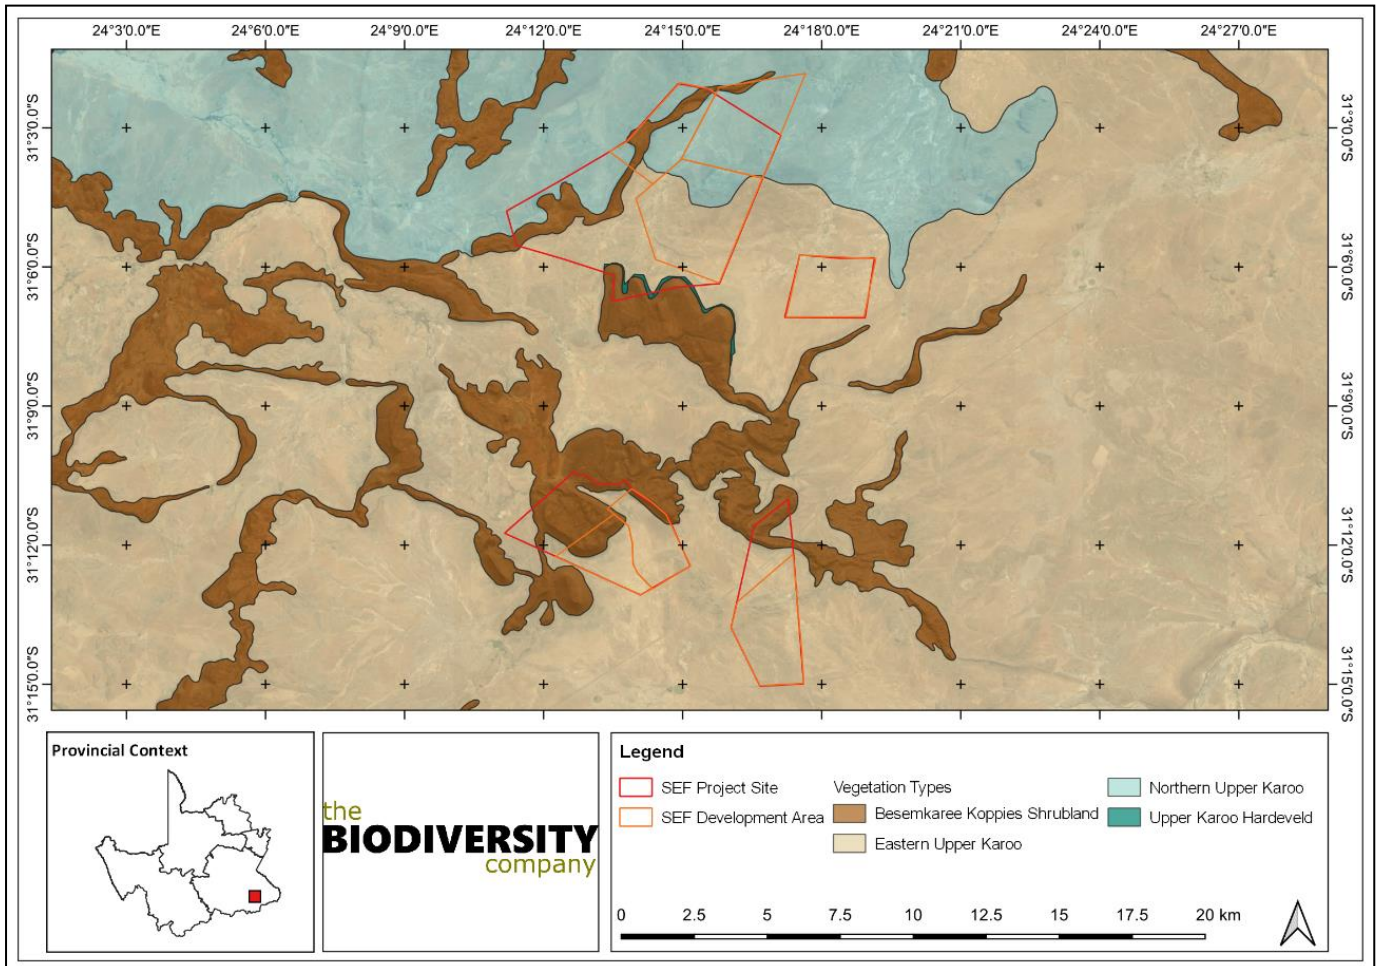 24°3'0.0"E 24°6'0.0"E 24°9'0.0"E 24°12'0.0"E 24°15'0.0"E 24°18'0.0"E 24°21'0.0"E 24°24'0.0"E 24°27'0.0"E
31°3'0.0"S 31°3'0.0"S
31°6'0.0"S 31°6'0.0"S
31°9'0.0"S 31°9'0.0"S
31°12'0.0"S 31°12'0.0"S
31°15'0.0"S 31°15'0.0"S
Provincial Context
the
BIODIVERSITY
company
Legend
SEF Project Site
SEF Development Area
Vegetation Types
Besemkaree Koppies Shrubland
Eastern Upper Karoo
Northern Upper Karoo
Upper Karoo Hardeveld
0 2.5 5 7.5 10 12.5 15 17.5 20 km